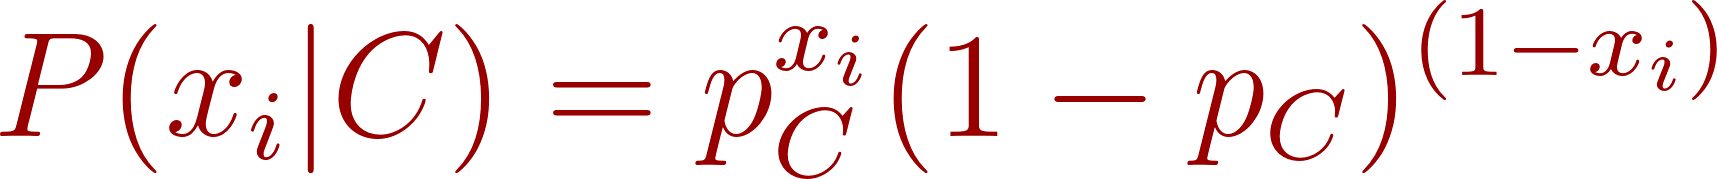 P(x_i|C) = p_C^{x_i}(1 − p_C)^{(1−x_i)}